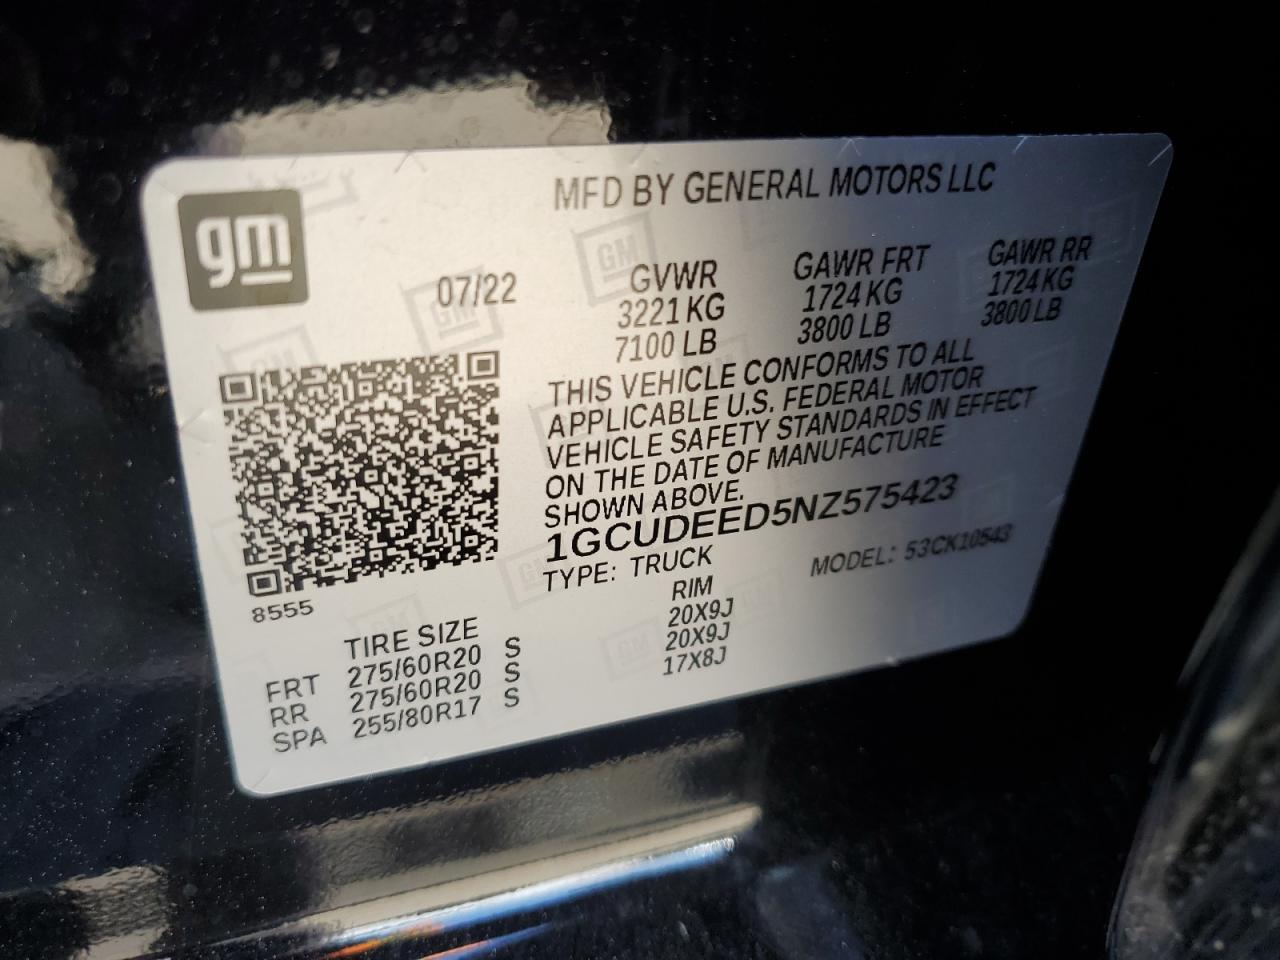 gm
MFD BY GENERAL MOTORS LLC
07/22
GVWR GAWR FRT GAWR RR
3221 KG 1724 KG 1724 KG
7100 LB 3800 LB 3800 LB
THIS VEHICLE CONFORMS TO ALL
APPLICABLE U.S. FEDERAL MOTOR
VEHICLE SAFETY STANDARDS IN EFFECT
ON THE DATE OF MANUFACTURE
SHOWN ABOVE.
1GCUDEED5NZ575423
TYPE: TRUCK MODEL: 53CK10543
8555
TIRE SIZE RIM
FRT 275/60R20 S 20X9J
RR 275/60R20 S 20X9J
SPA 255/80R17 S 17X8J